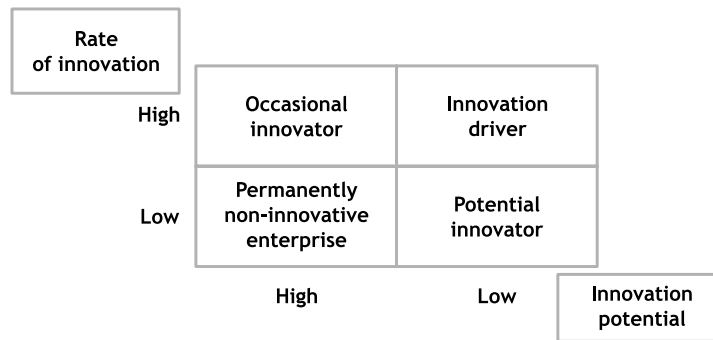 Rate
of innovation
High
Occasional
innovator
Innovation
driver
Low
Permanently
non-innovative
enterprise
Potential
innovator
High
Low
Innovation
potential